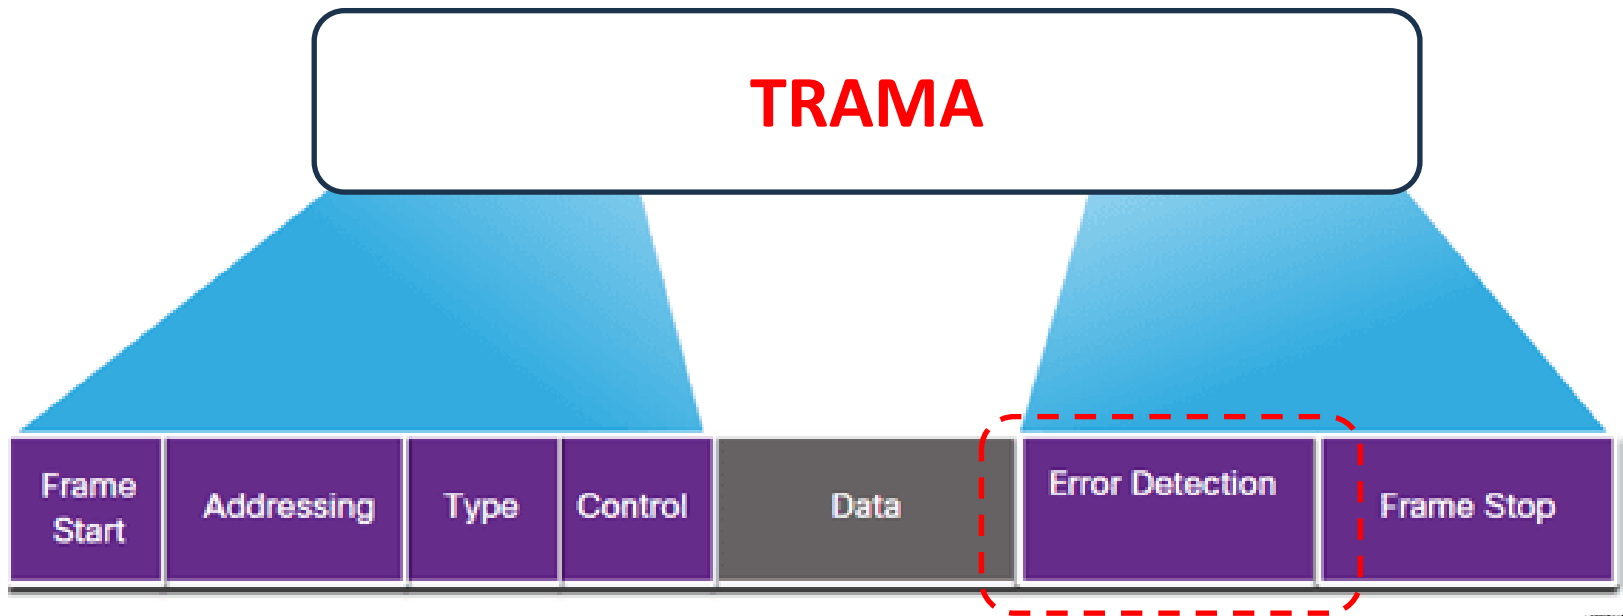 TRAMA
Frame
Start
Addressing
Type
Control
Data
Error Detection
Frame Stop